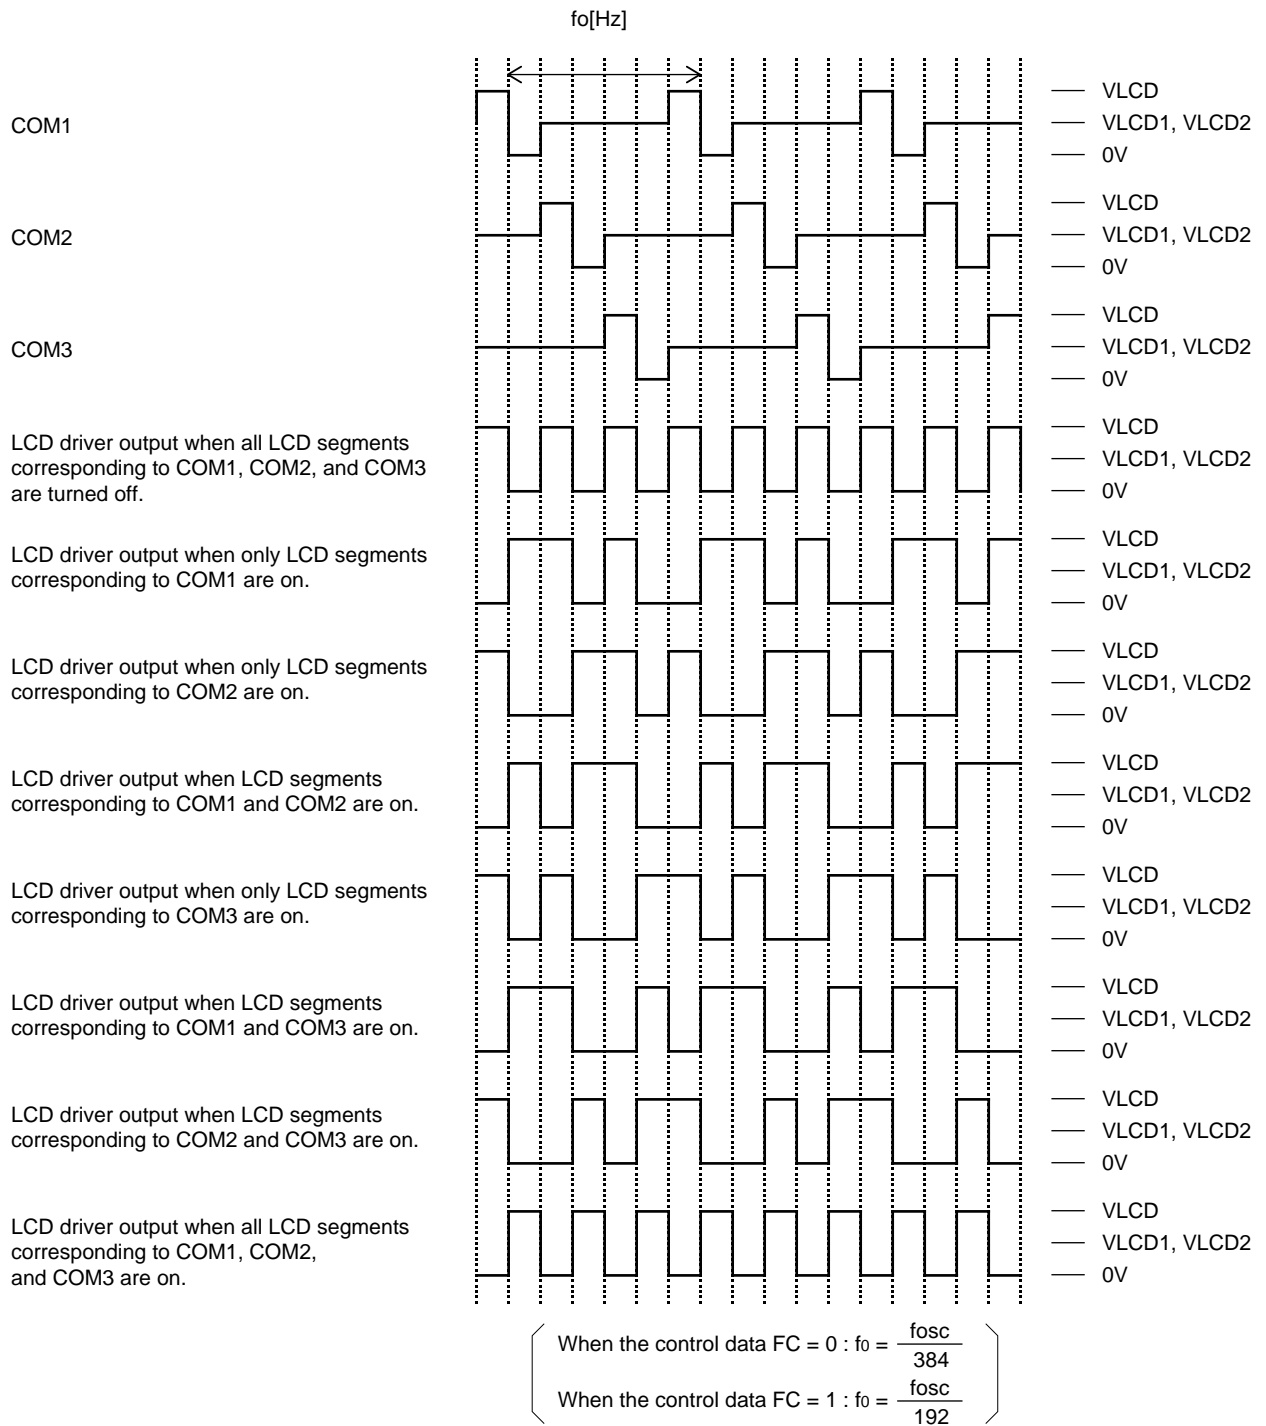 fo[Hz]
COM1
VLCD
VLCD1, VLCD2
0V
COM2
VLCD
VLCD1, VLCD2
0V
COM3
VLCD
VLCD1, VLCD2
0V
LCD driver output when all LCD segments
corresponding to COM1, COM2, and COM3
are turned off.
VLCD
VLCD1, VLCD2
0V
LCD driver output when only LCD segments
corresponding to COM1 are on.
VLCD
VLCD1, VLCD2
0V
LCD driver output when only LCD segments
corresponding to COM2 are on.
VLCD
VLCD1, VLCD2
0V
LCD driver output when LCD segments
corresponding to COM1 and COM2 are on.
VLCD
VLCD1, VLCD2
0V
LCD driver output when only LCD segments
corresponding to COM3 are on.
VLCD
VLCD1, VLCD2
0V
LCD driver output when LCD segments
corresponding to COM1 and COM3 are on.
VLCD
VLCD1, VLCD2
0V
LCD driver output when LCD segments
corresponding to COM2 and COM3 are on.
VLCD
VLCD1, VLCD2
0V
LCD driver output when all LCD segments
corresponding to COM1, COM2,
and COM3 are on.
VLCD
VLCD1, VLCD2
0V
When the control data FC = 0 : f0 = fosc
384
When the control data FC = 1 : f0 = fosc
192